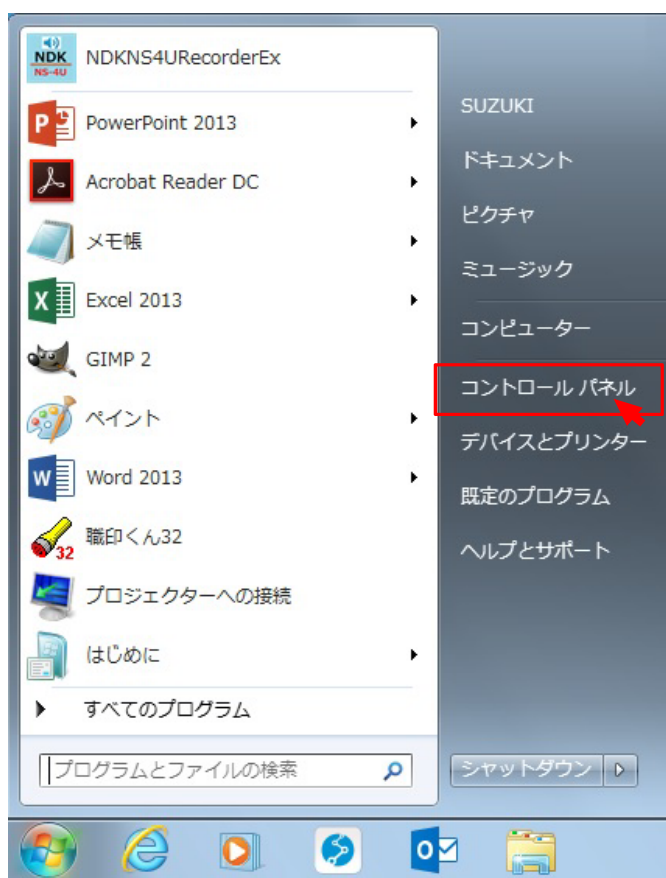 NDK
NS-4U
NDKNS4URecorderEx
PowerPoint 2013
Acrobat Reader DC
メモ帳
Excel 2013
GIMP 2
ペイント
Word 2013
32
職印くん32
プロジェクターへの接続
はじめに
すべてのプログラム
プログラムとファイルの検索
SUZUKI
ドキュメント
ピクチャ
ミュージック
コンピューター
コントロール パネル
デバイスとプリンター
既定のプログラム
ヘルプとサポート
シャットダウン